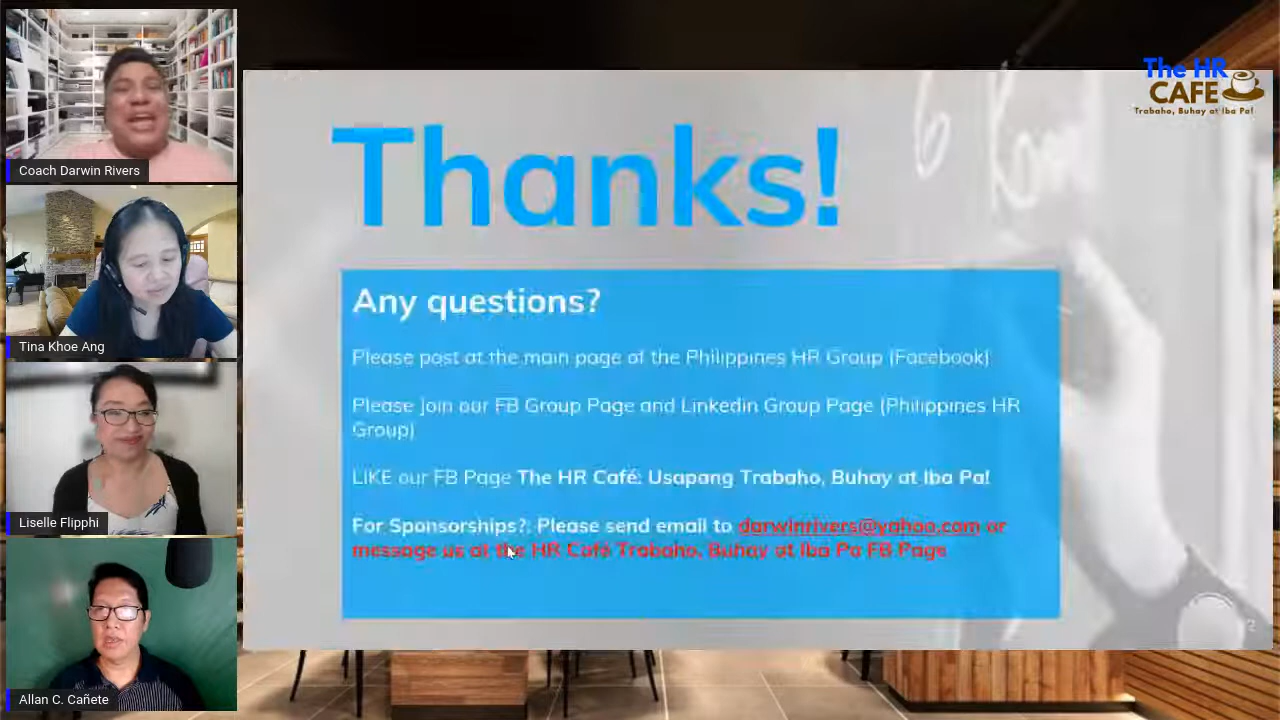 Coach Darwin Rivers
Tina Khoe Ang
Liselle Flipphi
Allan C. Cañete
The HR
CAFE
Trabaho, Buhay at Iba Pa!
Thanks!
Any questions?
Please post at the main page of the Philippines HR Group (Facebook)
Please Join our FB Group Page and Linkedin Group Page (Philippines HR
Group)
LIKE our FB Page The HR Café: Usapang Trabaho, Buhay at Iba Pa!
For Sponsorships?: Please send email to darwinrivers@yahoo.com or
message us at the HR Café Trabaho, Buhay at Iba Pa FB Page